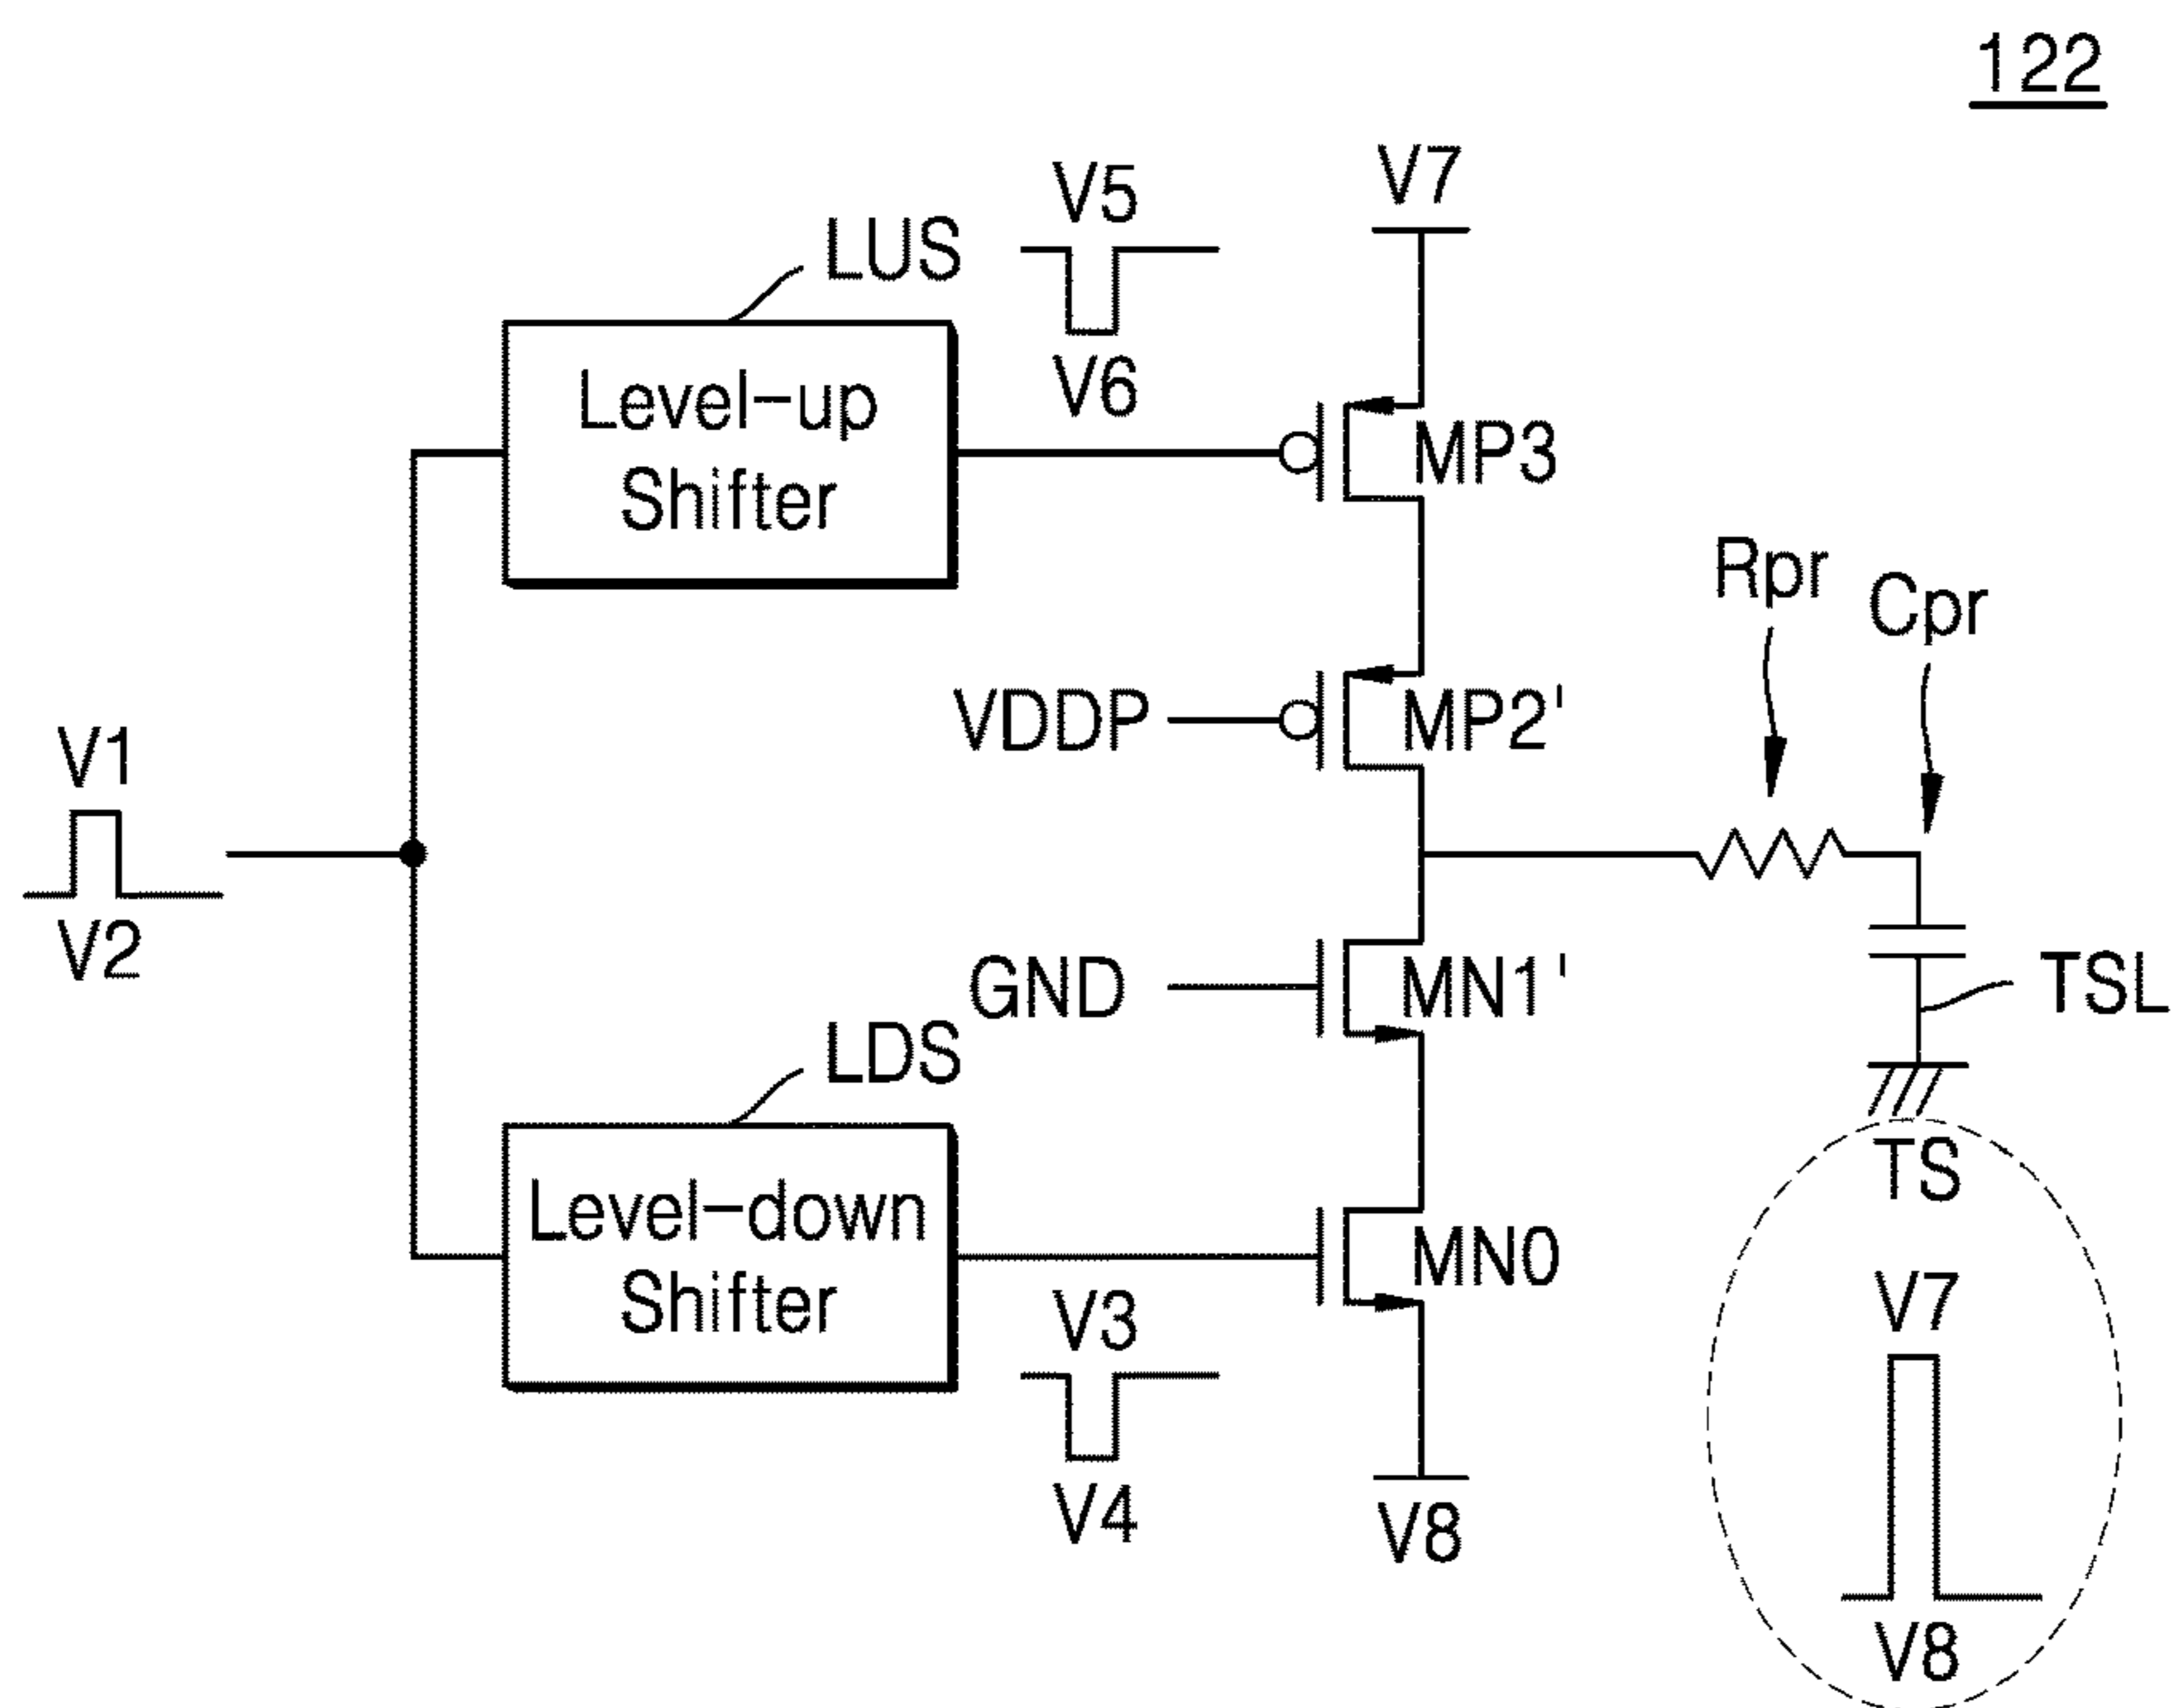 122
V5
V7
LUS
Level-up
Shifter
V6
MP3
Rpr
Cpr
VDDP
MP2'
V1
V2
GND
MN1'
TSL
LDS
TS
Level-down
Shifter
MN0
V3
V7
V4
V8
V8